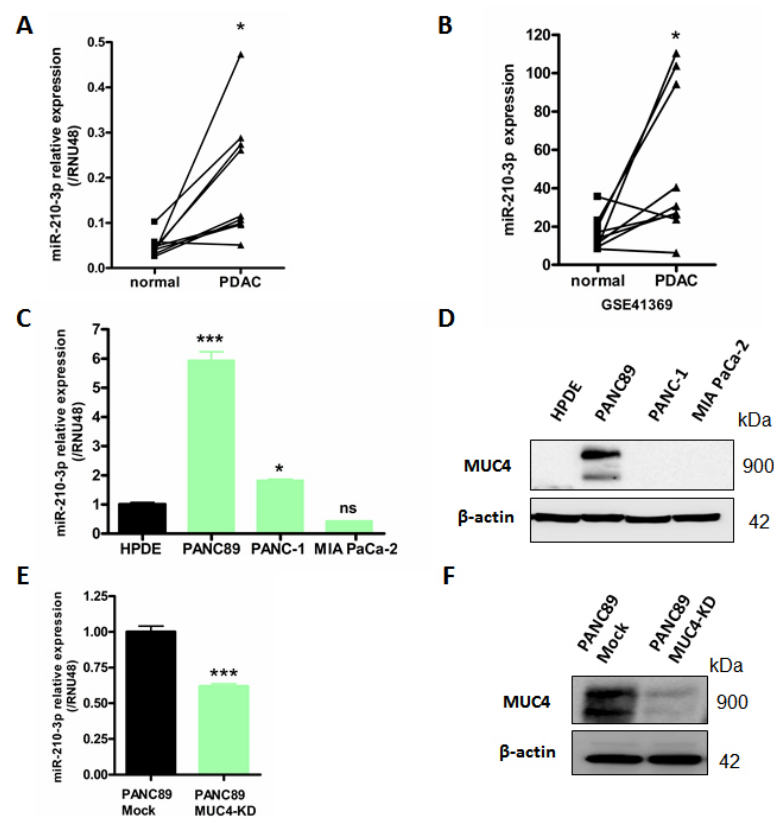 A
miR-210-3p relative expression
(/RNU48)
0.5
0.4
0.3
0.2
0.1
0.0
*
normal
PDAC
B
miR-210-3p expression
120
100
80
60
40
20
0
*
normal
PDAC
GSE41369
C
miR-210-3p relative expression
(/RNU48)
7
6
5
4
3
2
1
0
***
*
ns
HPDE
PANC89
PANC-1
MIA PaCa-2
D
HPDE
PANC89
PANC-1
MIA PaCa-2
kDa
MUC4
900
β-actin
42
E
miR-210-3p relative expression
(/RNU48)
1.25
1.00
0.75
0.50
0.25
0.00
***
PANC89
Mock
PANC89
MUC4-KD
F
PANC89
Mock
PANC89
MUC4-KD
kDa
MUC4
900
β-actin
42